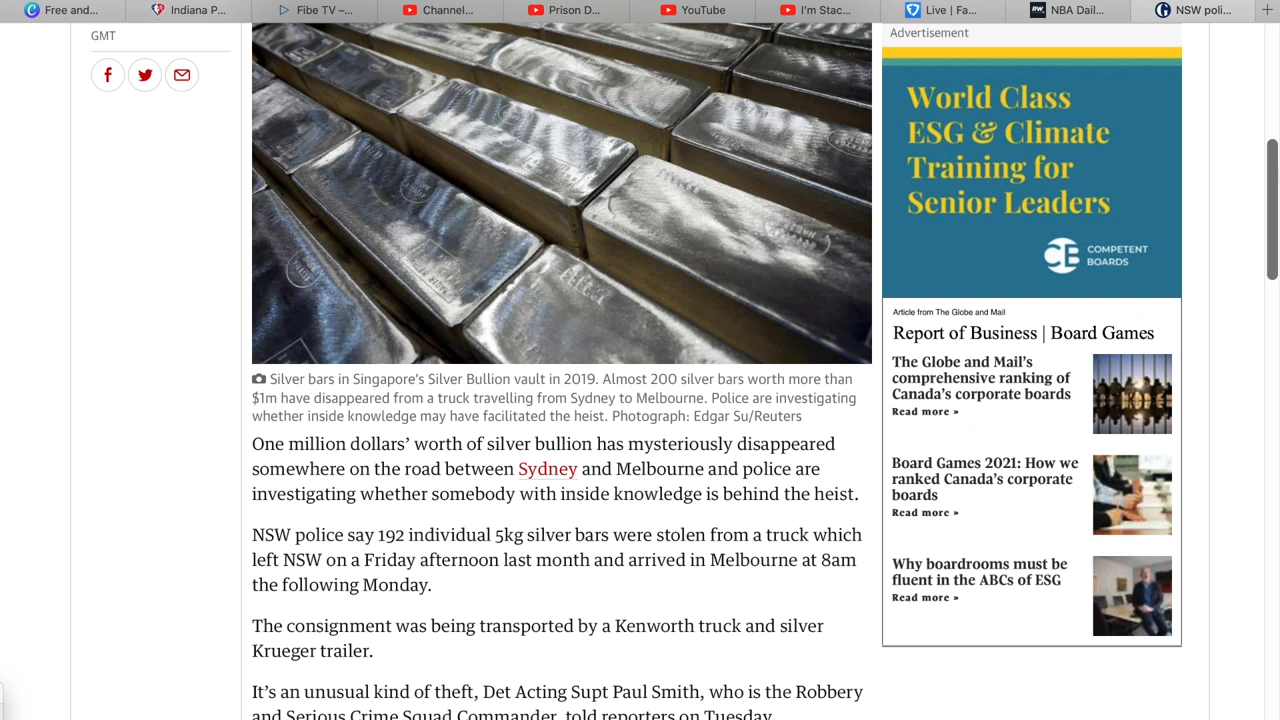 Free and...
Indiana P...
Fibe TV –...
Channel...
Prison D...
YouTube
I'm Stac...
Live | Fa...
NBA Dail...
NSW poli...
GMT
Silver bars in Singapore's Silver Bullion vault in 2019. Almost 200 silver bars worth more than
$1m have disappeared from a truck travelling from Sydney to Melbourne. Police are investigating
whether inside knowledge may have facilitated the heist. Photograph: Edgar Su/Reuters
One million dollars’ worth of silver bullion has mysteriously disappeared
somewhere on the road between Sydney and Melbourne and police are
investigating whether somebody with inside knowledge is behind the heist.
NSW police say 192 individual 5kg silver bars were stolen from a truck which
left NSW on a Friday afternoon last month and arrived in Melbourne at 8am
the following Monday.
The consignment was being transported by a Kenworth truck and silver
Krueger trailer.
It’s an unusual kind of theft, Det Acting Supt Paul Smith, who is the Robbery
and Serious Crime Squad Commander, told reporters on Tuesday.
Advertisement
World Class
ESG & Climate
Training for
Senior Leaders
CB COMPETENT
BOARDS
Article from The Globe and Mail
Report of Business | Board Games
The Globe and Mail’s
comprehensive ranking of
Canada’s corporate boards
Read more »
Board Games 2021: How we
ranked Canada’s corporate
boards
Read more »
Why boardrooms must be
fluent in the ABCs of ESG
Read more »